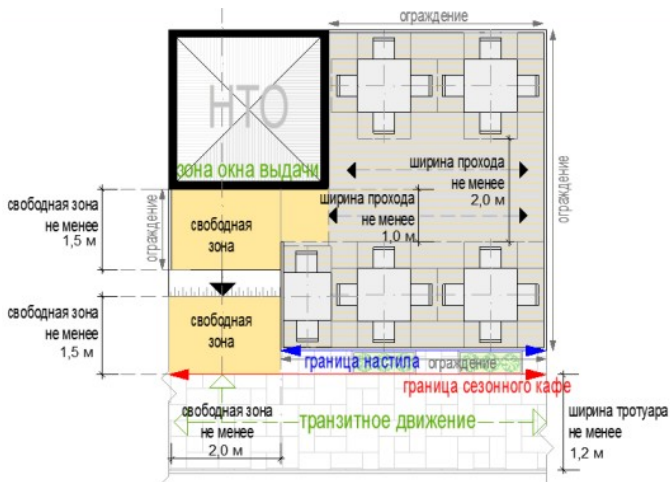 ограждение
НТО
зона окна выдачи
ширина прохода
не менее
2,0 м
свободная зона
не менее
1,5 м
ограждение
свободная
зона
ширина прохода
не менее
1,0 м
ограждение
свободная зона
не менее
1,5 м
свободная
зона
граница настила
ограждение
граница сезонного кафе
свободная зона
не менее
2,0 м
транзитное движение
ширина тротуара
не менее
1,2 м